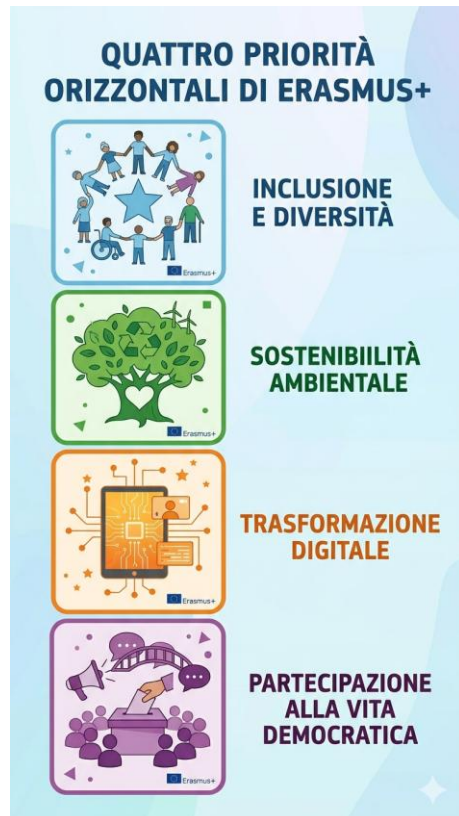 QUATTRO PRIORITÀ
ORIZZONTALI DI ERASMUS+
INCLUSIONE
E DIVERSITÀ
Erasmus+
SOSTENIBIILITÀ
AMBIENTALE
Erasmus+
TRASFORMAZIONE
DIGITALE
Erasmus+
PARTECIPAZIONE
ALLA VITA
DEMOCRATICA
Erasmus+